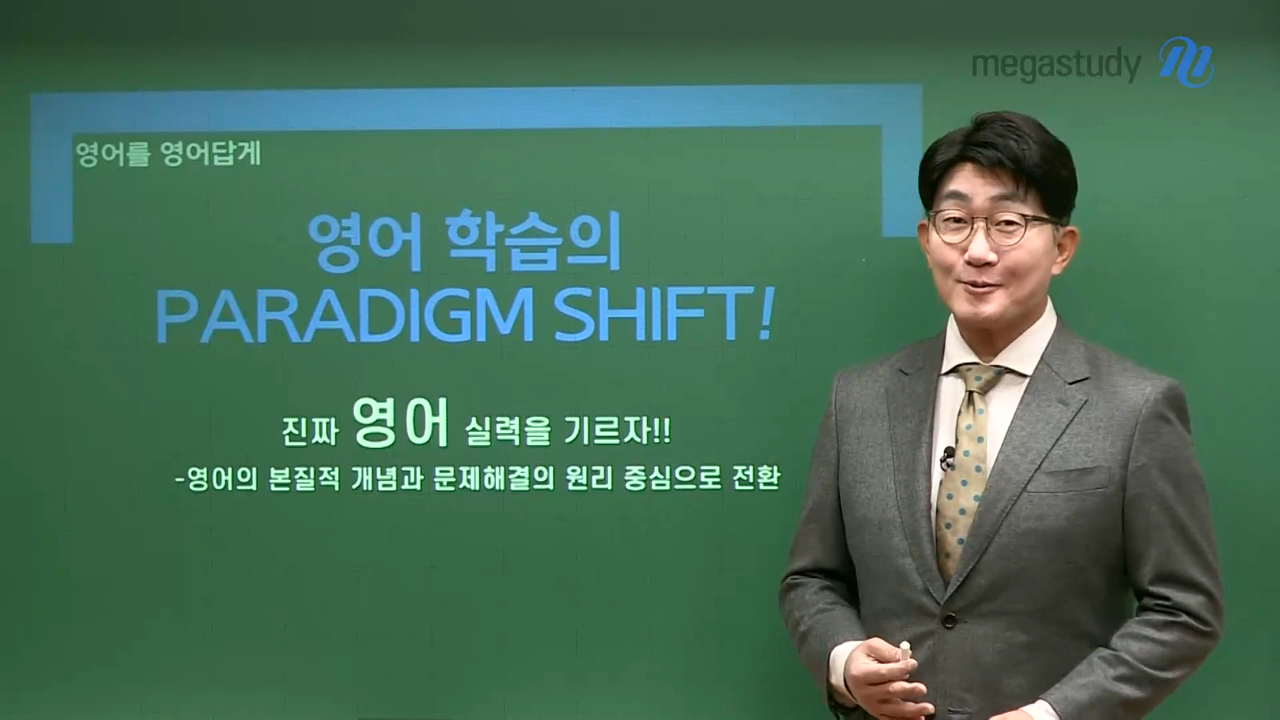 megastudy
영어를 영어답게
영어 학습의
PARADIGM SHIFT!
진짜 영어 실력을 기르자!!
-영어의 본질적 개념과 문제해결의 원리 중심으로 전환